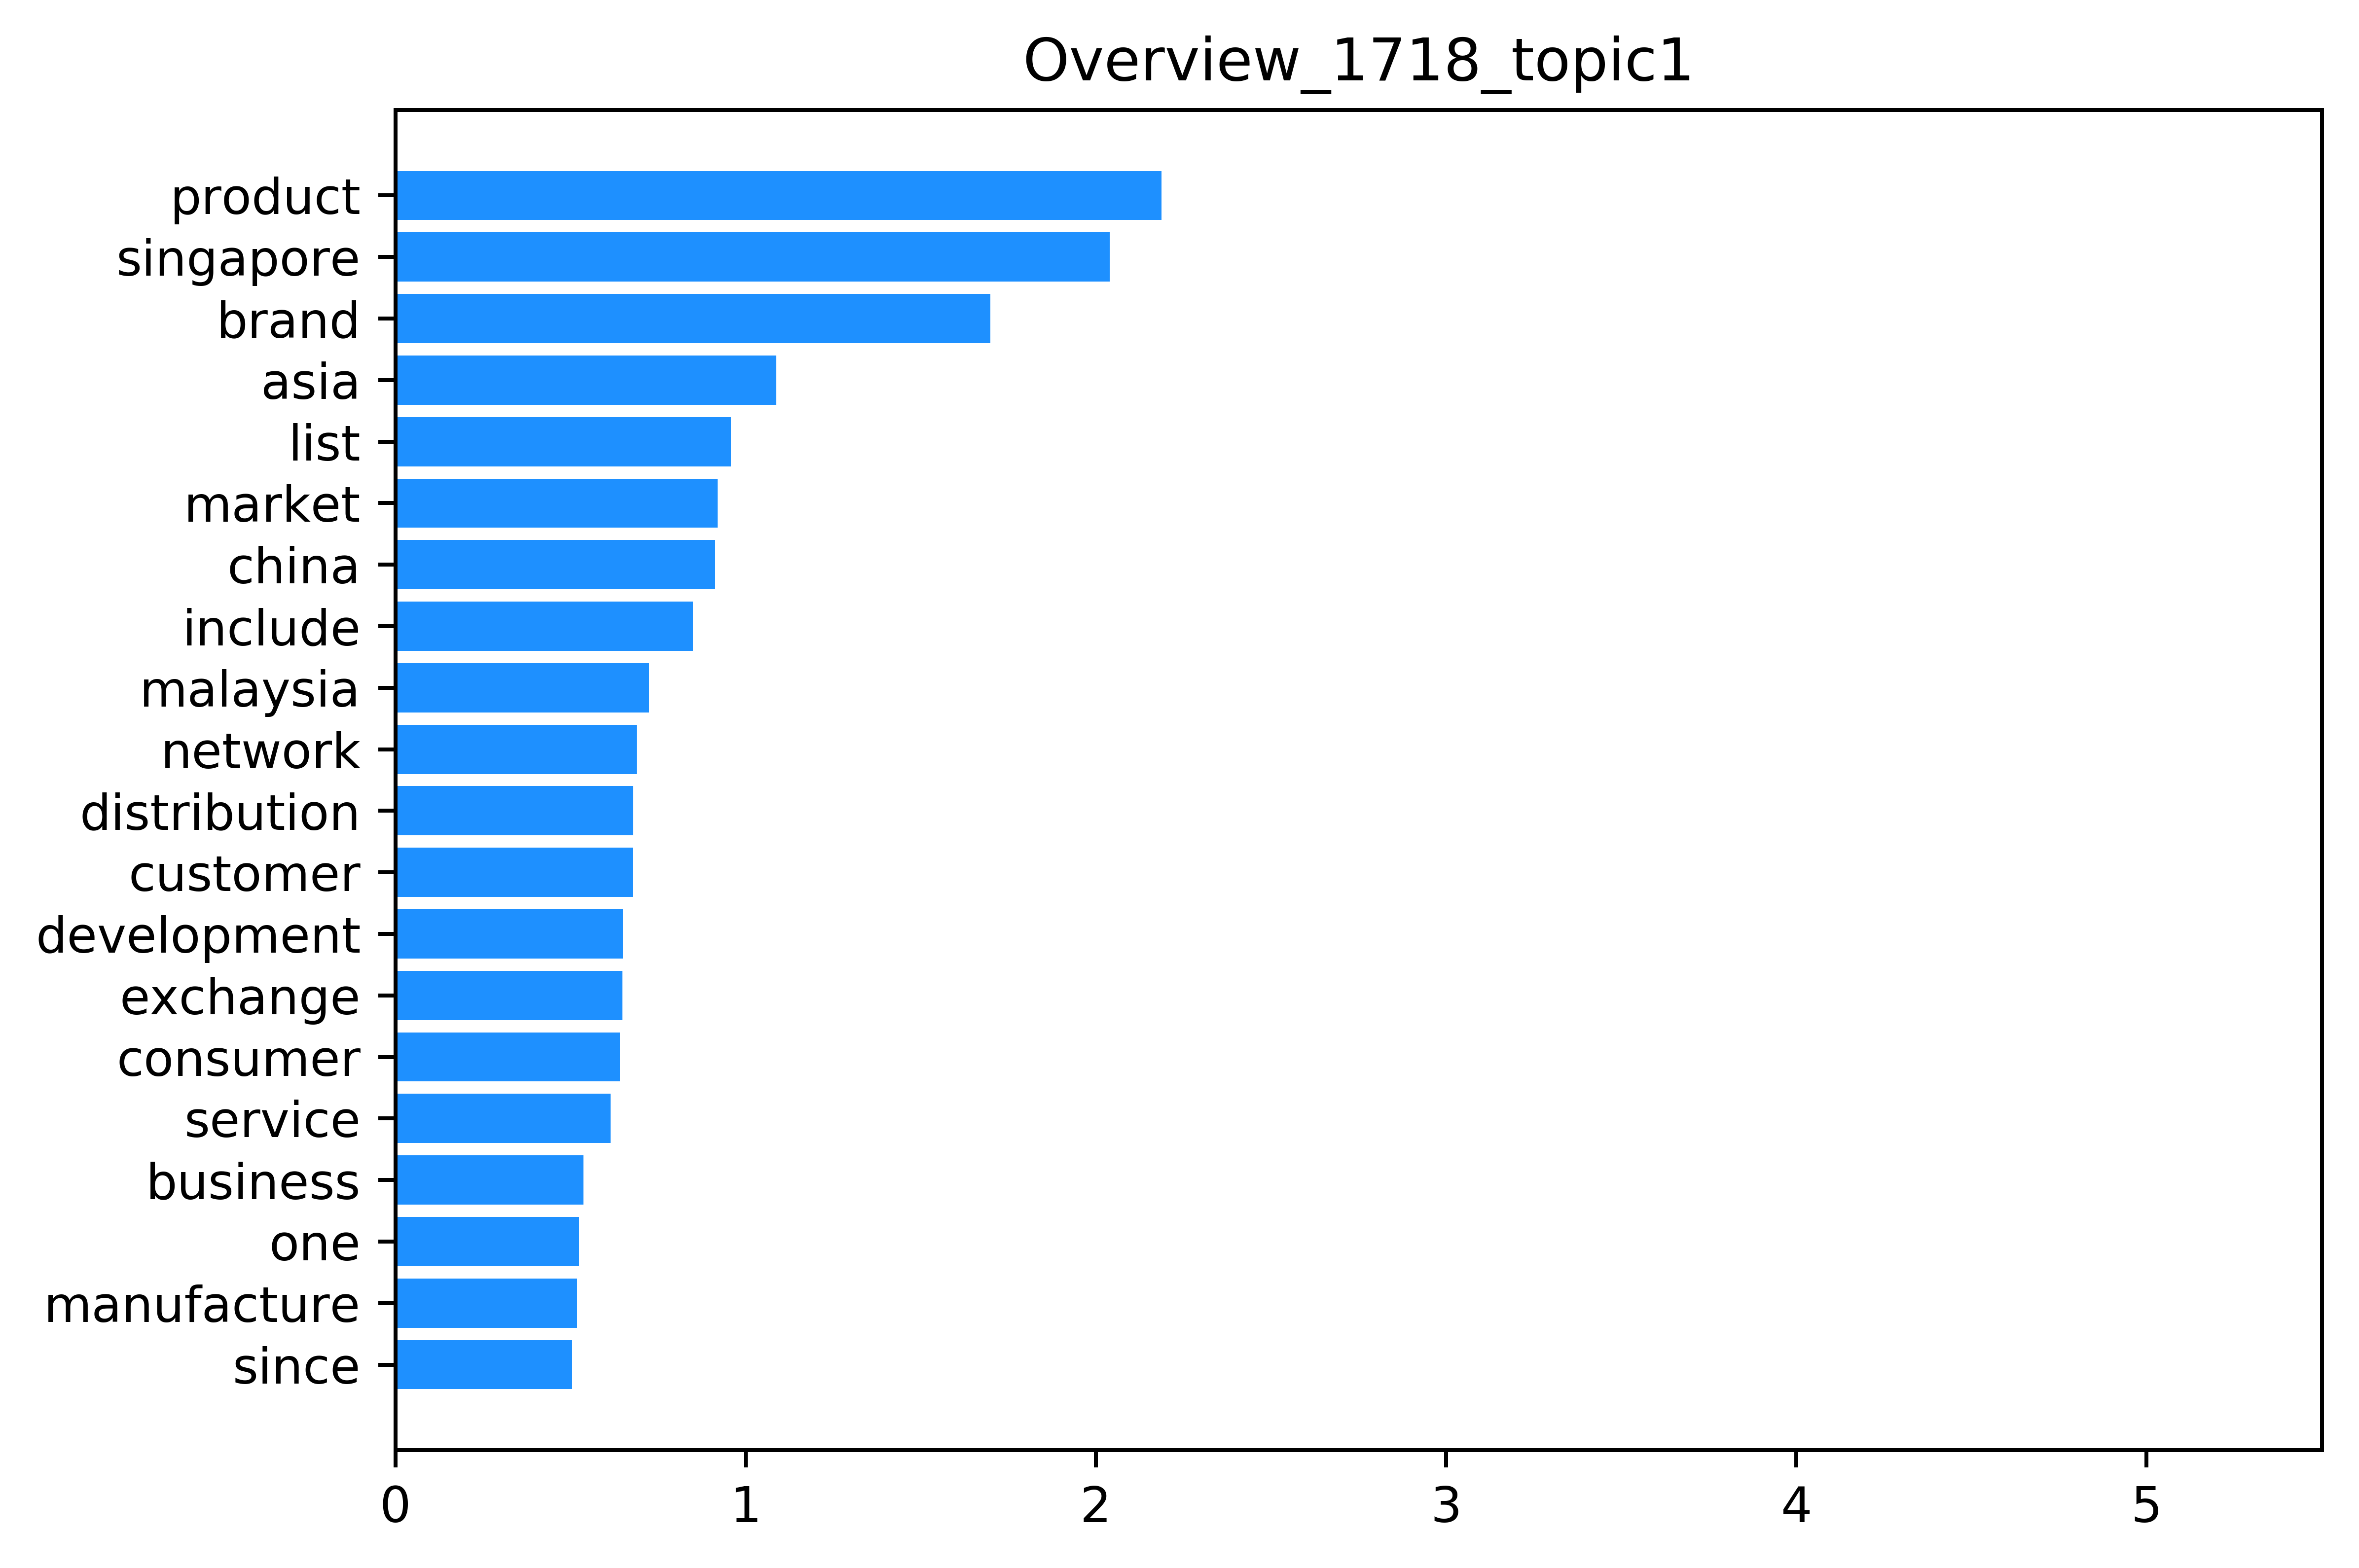 Overview_1718_topic1
product
singapore
brand
asia
list
market
china
include
malaysia
network
distribution
customer
development
exchange
consumer
service
business
one
manufacture
since
0 1 2 3 4 5